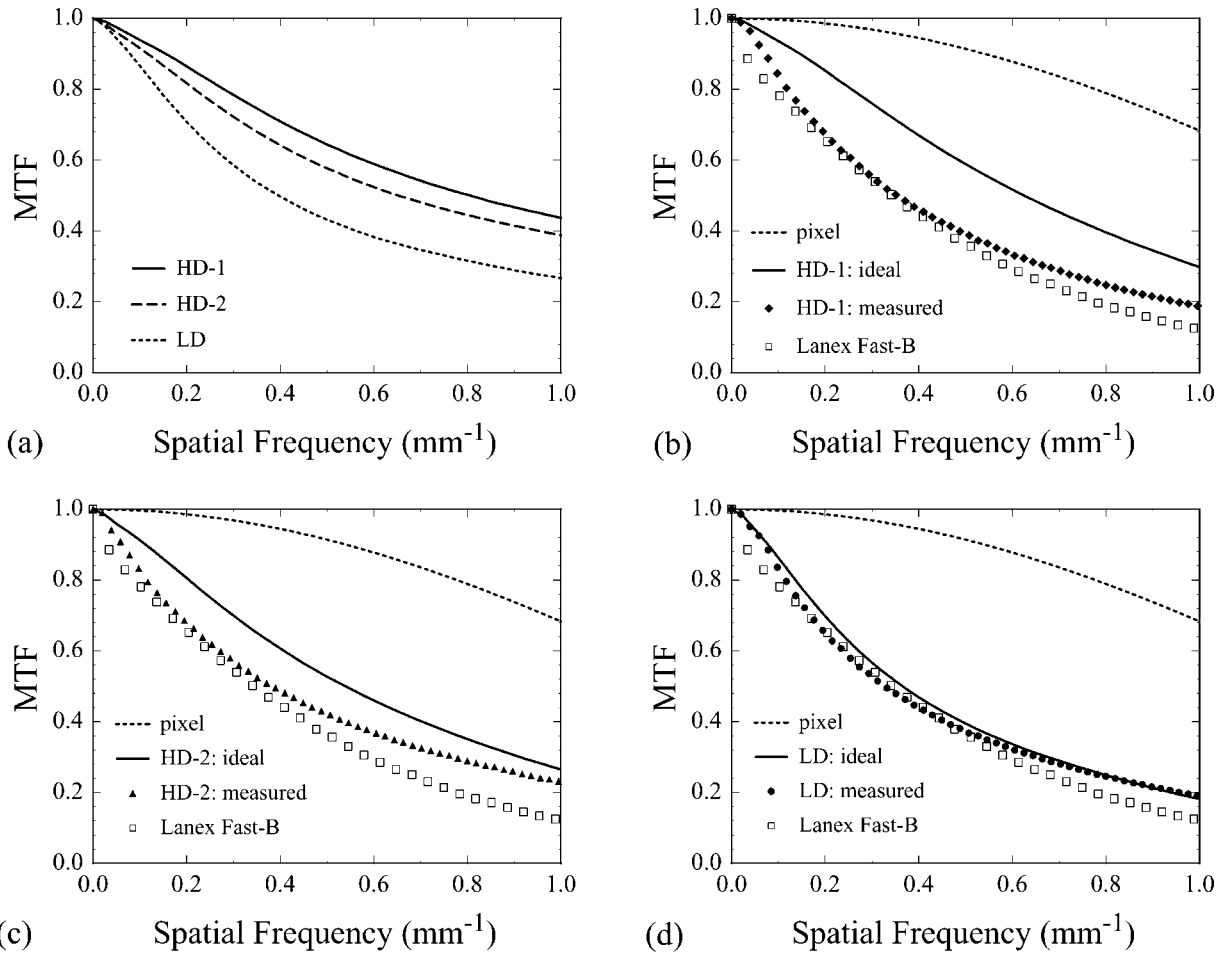 1.0
0.8
0.6
0.4
0.2
0.0
MTF
HD-1
HD-2
LD
0.0 0.2 0.4 0.6 0.8 1.0
(a) Spatial Frequency (mm⁻¹)
1.0
0.8
0.6
0.4
0.2
0.0
MTF
pixel
HD-1: ideal
HD-1: measured
Lanex Fast-B
0.0 0.2 0.4 0.6 0.8 1.0
(b) Spatial Frequency (mm⁻¹)
1.0
0.8
0.6
0.4
0.2
0.0
MTF
pixel
HD-2: ideal
HD-2: measured
Lanex Fast-B
0.0 0.2 0.4 0.6 0.8 1.0
(c) Spatial Frequency (mm⁻¹)
1.0
0.8
0.6
0.4
0.2
0.0
MTF
pixel
LD: ideal
LD: measured
Lanex Fast-B
0.0 0.2 0.4 0.6 0.8 1.0
(d) Spatial Frequency (mm⁻¹)